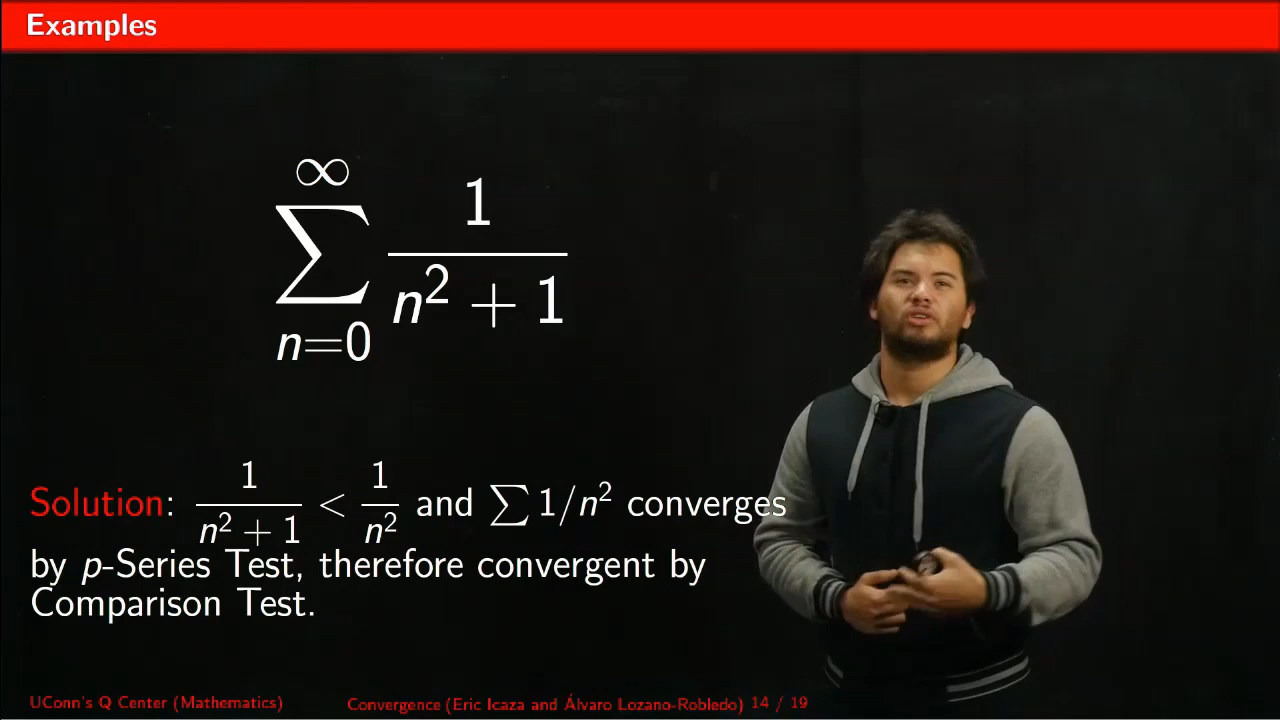 Examples
∞
∑ 1/(n² + 1)
n=0
Solution: 1/(n² + 1) < 1/n² and ∑ 1/n² converges
by p-Series Test, therefore convergent by
Comparison Test.
UConn's Q Center (Mathematics) Convergence (Eric Icaza and Álvaro Lozano-Robledo) 14 / 19